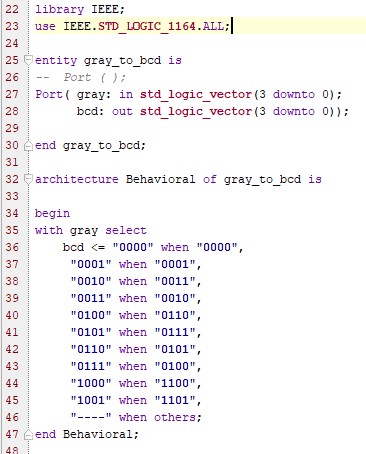 22 library IEEE;
23 use IEEE.STD_LOGIC_1164.ALL;
24
25 entity gray_to_bcd is
26 -- Port ( );
27 Port( gray: in std_logic_vector(3 downto 0);
28 bcd: out std_logic_vector(3 downto 0));
29
30 end gray_to_bcd;
31
32 architecture Behavioral of gray_to_bcd is
33
34 begin
35 with gray select
36 bcd <= "0000" when "0000",
37 "0001" when "0001",
38 "0010" when "0011",
39 "0011" when "0010",
40 "0100" when "0110",
41 "0101" when "0111",
42 "0110" when "0101",
43 "0111" when "0100",
44 "1000" when "1100",
45 "1001" when "1101",
46 "----" when others;
47 end Behavioral;
48